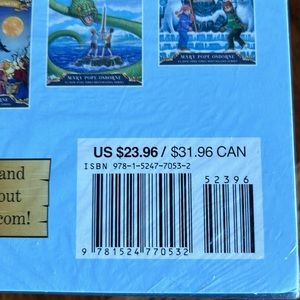 MARY POPE OSBORNE
MARY POPE OSBORNE
US $23.96 / $31.96 CAN
ISBN 978-1-5247-7053-2
52396
and
out
com!
9 781524 770532